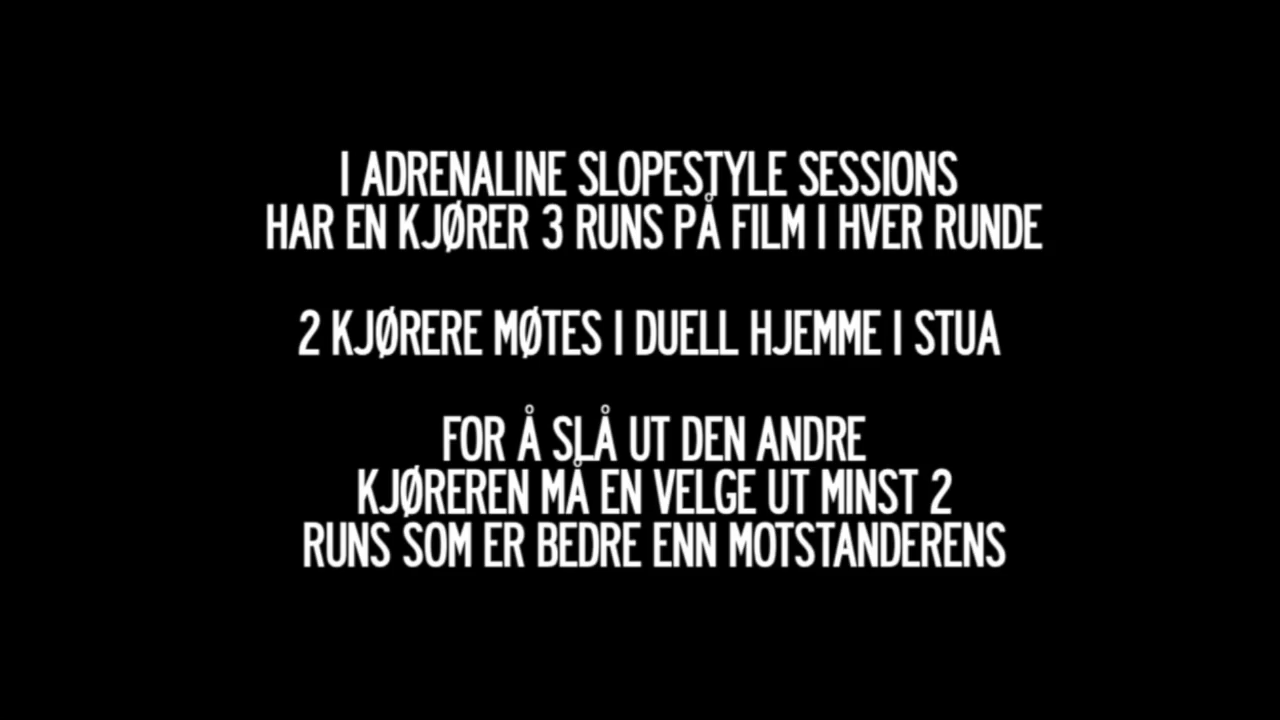 I ADRENALINE SLOPESTYLE SESSIONS
HAR EN KJØRER 3 RUNS PÅ FILM I HVER RUNDE
2 KJØRERE MØTES I DUELL HJEMME I STUA
FOR Å SLÅ UT DEN ANDRE
KJØREREN MÅ EN VELGE UT MINST 2
RUNS SOM ER BEDRE ENN MOTSTANDERENS